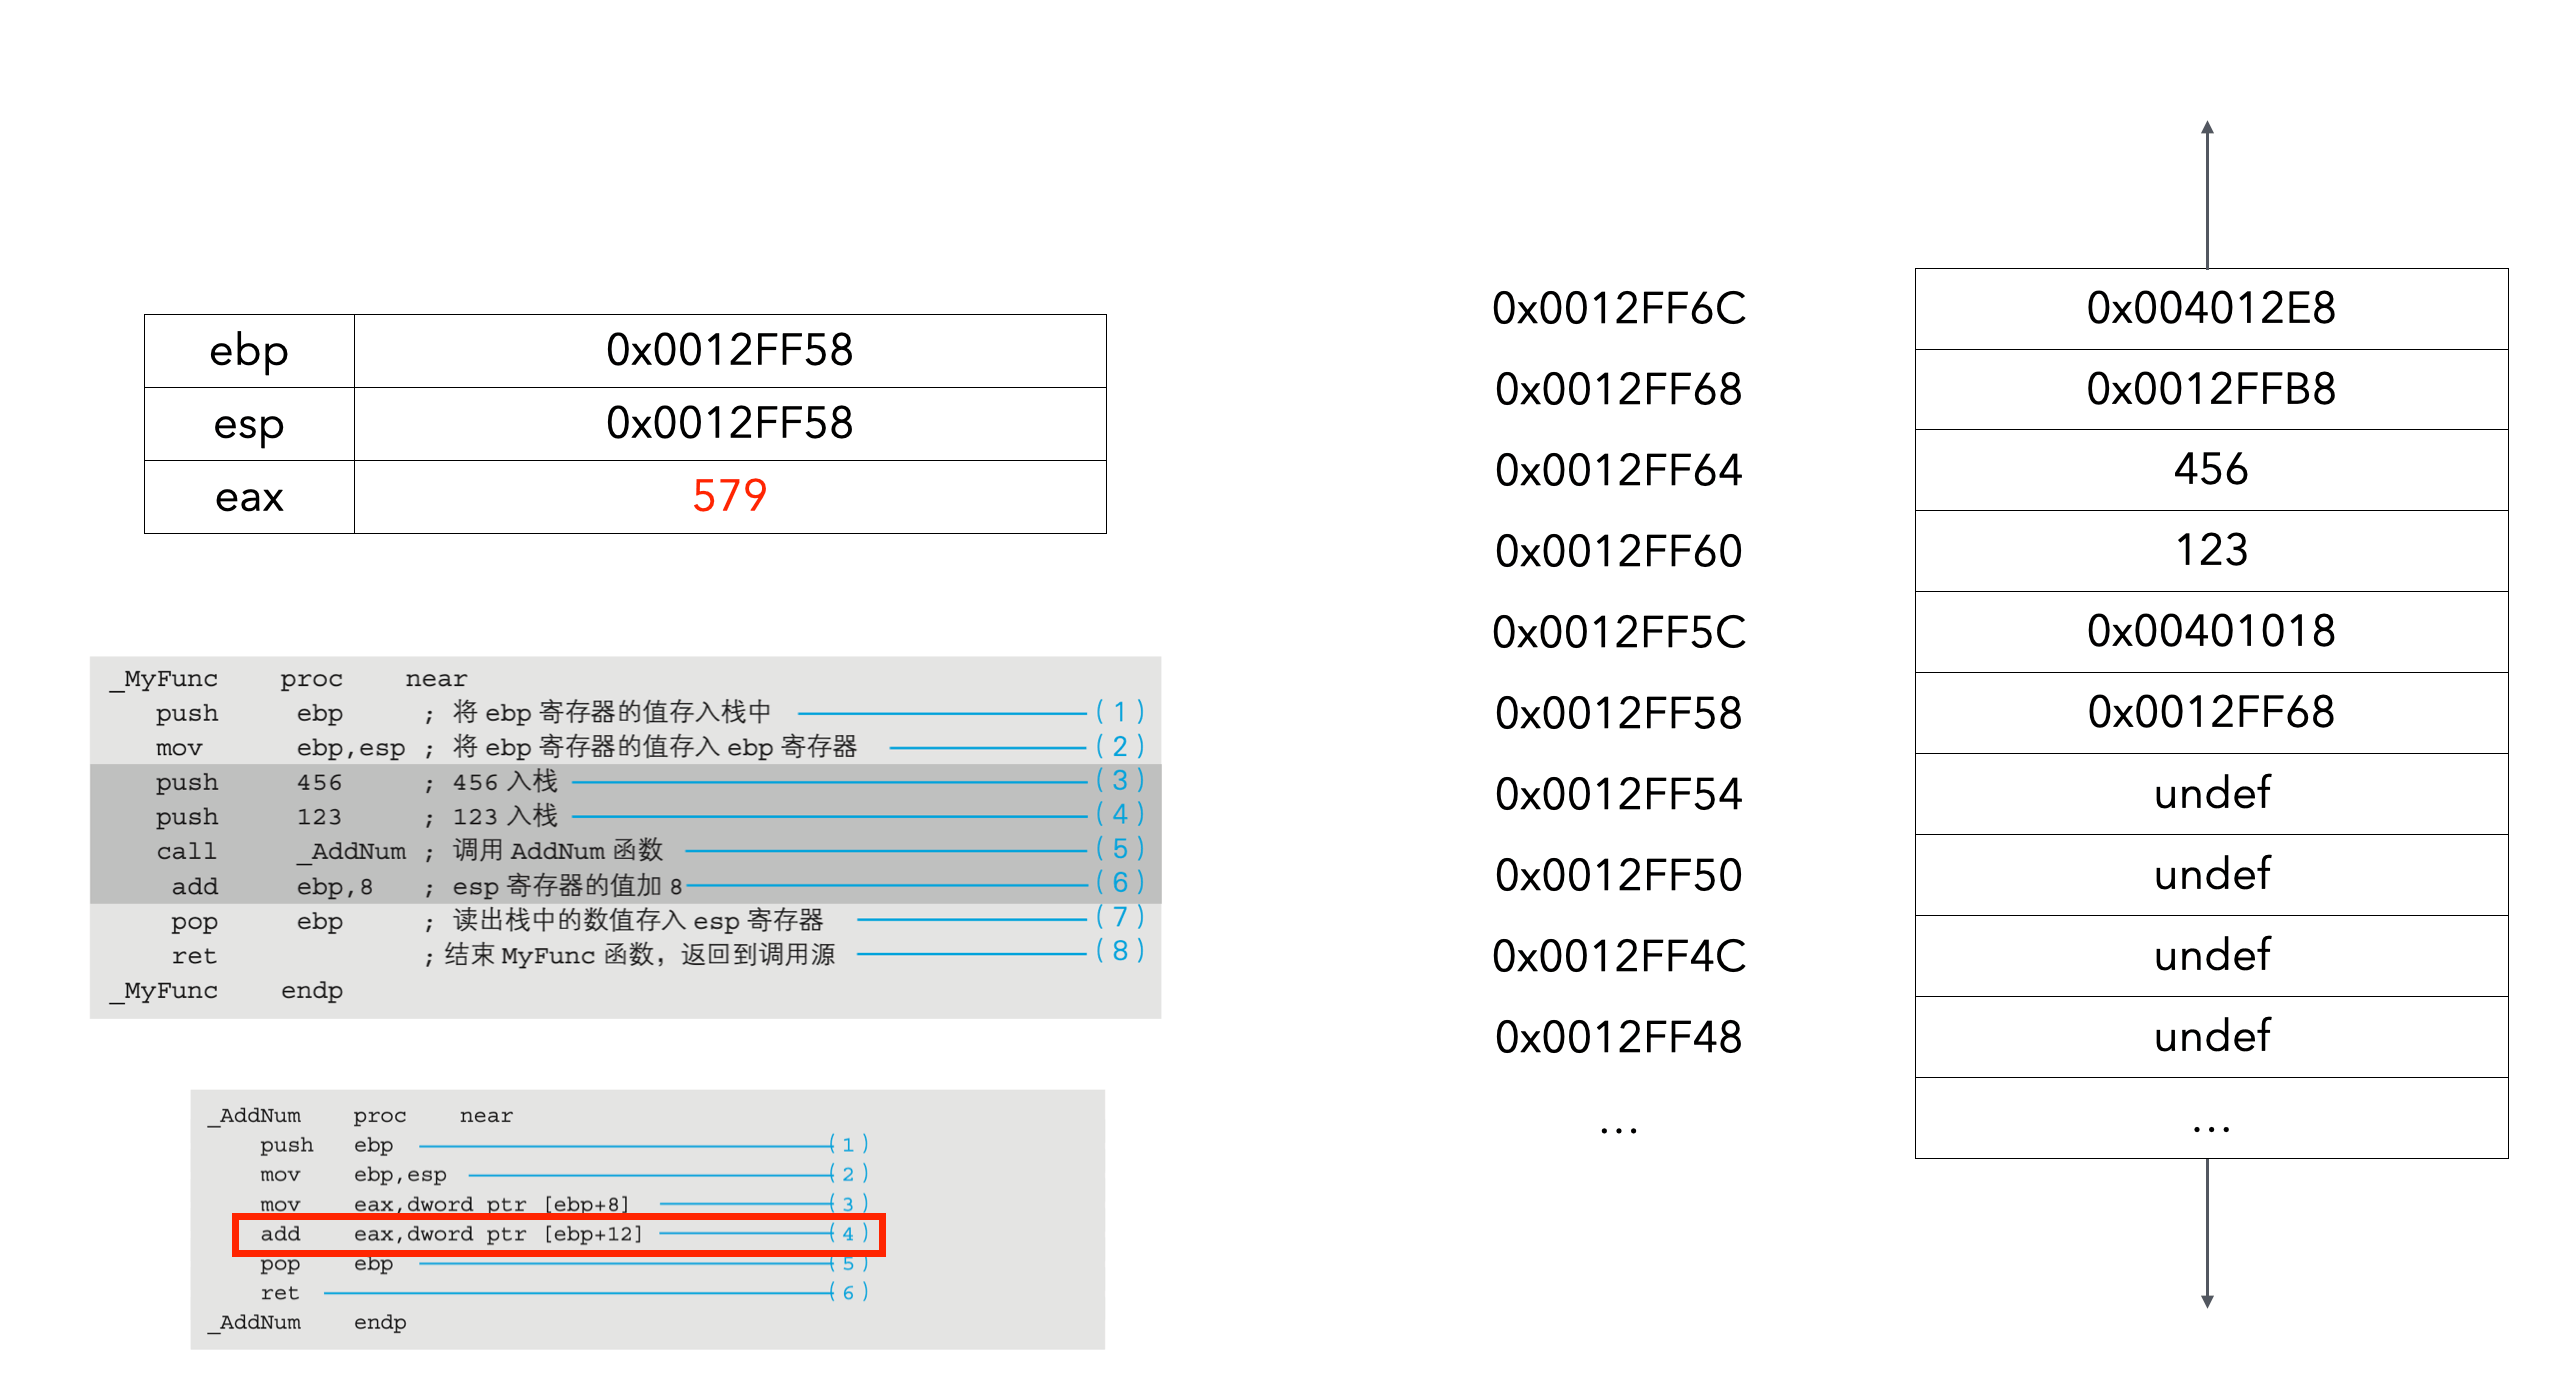 ebp 0x0012FF58
esp 0x0012FF58
eax 579
_MyFunc proc near
push ebp ; 将 ebp 寄存器的值存入栈中 (1)
mov ebp,esp ; 将 ebp 寄存器的值存入 ebp 寄存器 (2)
push 456 ; 456 入栈 (3)
push 123 ; 123 入栈 (4)
call _AddNum ; 调用 AddNum 函数 (5)
add ebp,8 ; esp 寄存器的值加 8 (6)
pop ebp ; 读出栈中的数值存入 esp 寄存器 (7)
ret ; 结束 MyFunc 函数，返回到调用源 (8)
_MyFunc endp
_AddNum proc near
push ebp (1)
mov ebp,esp (2)
mov eax,dword ptr [ebp+8] (3)
add eax,dword ptr [ebp+12] (4)
pop ebp (5)
ret (6)
_AddNum endp
0x0012FF6C 0x004012E8
0x0012FF68 0x0012FFB8
0x0012FF64 456
0x0012FF60 123
0x0012FF5C 0x00401018
0x0012FF58 0x0012FF68
0x0012FF54 undef
0x0012FF50 undef
0x0012FF4C undef
0x0012FF48 undef
... ...